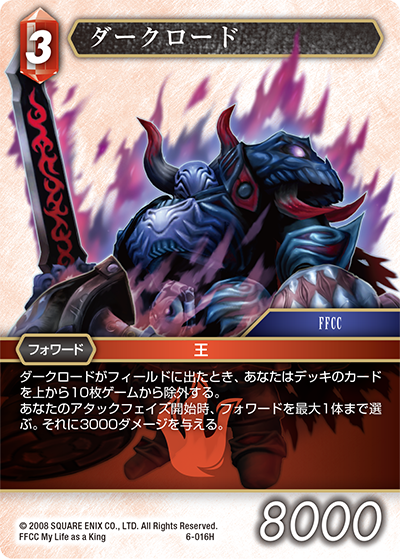 3
ダークロード
FFCC
フォワード
王
ダークロードがフィールドに出たとき、あなたはデッキのカード
を上から10枚ゲームから除外する。
あなたのアタックフェイズ開始時、フォワードを最大1体まで選
ぶ。それに3000ダメージを与える。
© 2008 SQUARE ENIX CO., LTD. All Rights Reserved.
FFCC My Life as a King
6-016H
8000